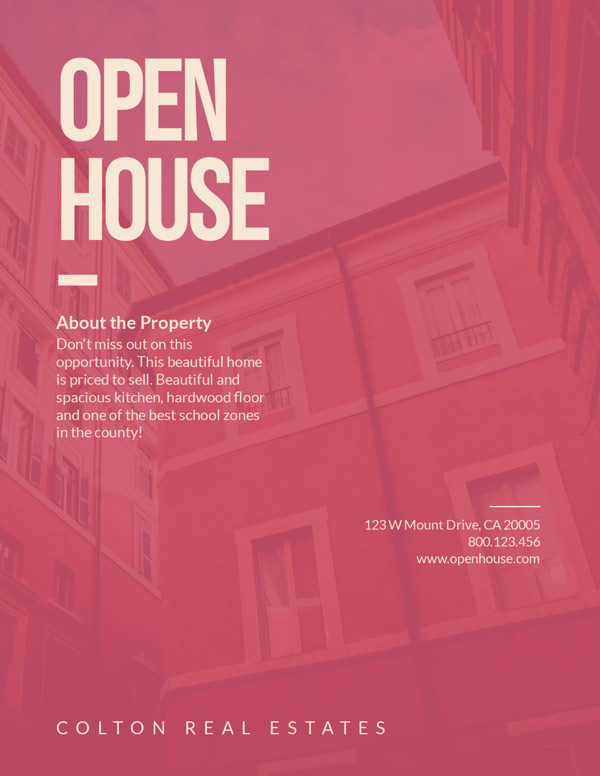 OPEN
HOUSE
About the Property
Don't miss out on this
opportunity. This beautiful home
is priced to sell. Beautiful and
spacious kitchen, hardwood floor
and one of the best school zones
in the county!
123 W Mount Drive, CA 20005
800.123.456
www.openhouse.com
COLTON REAL ESTATES